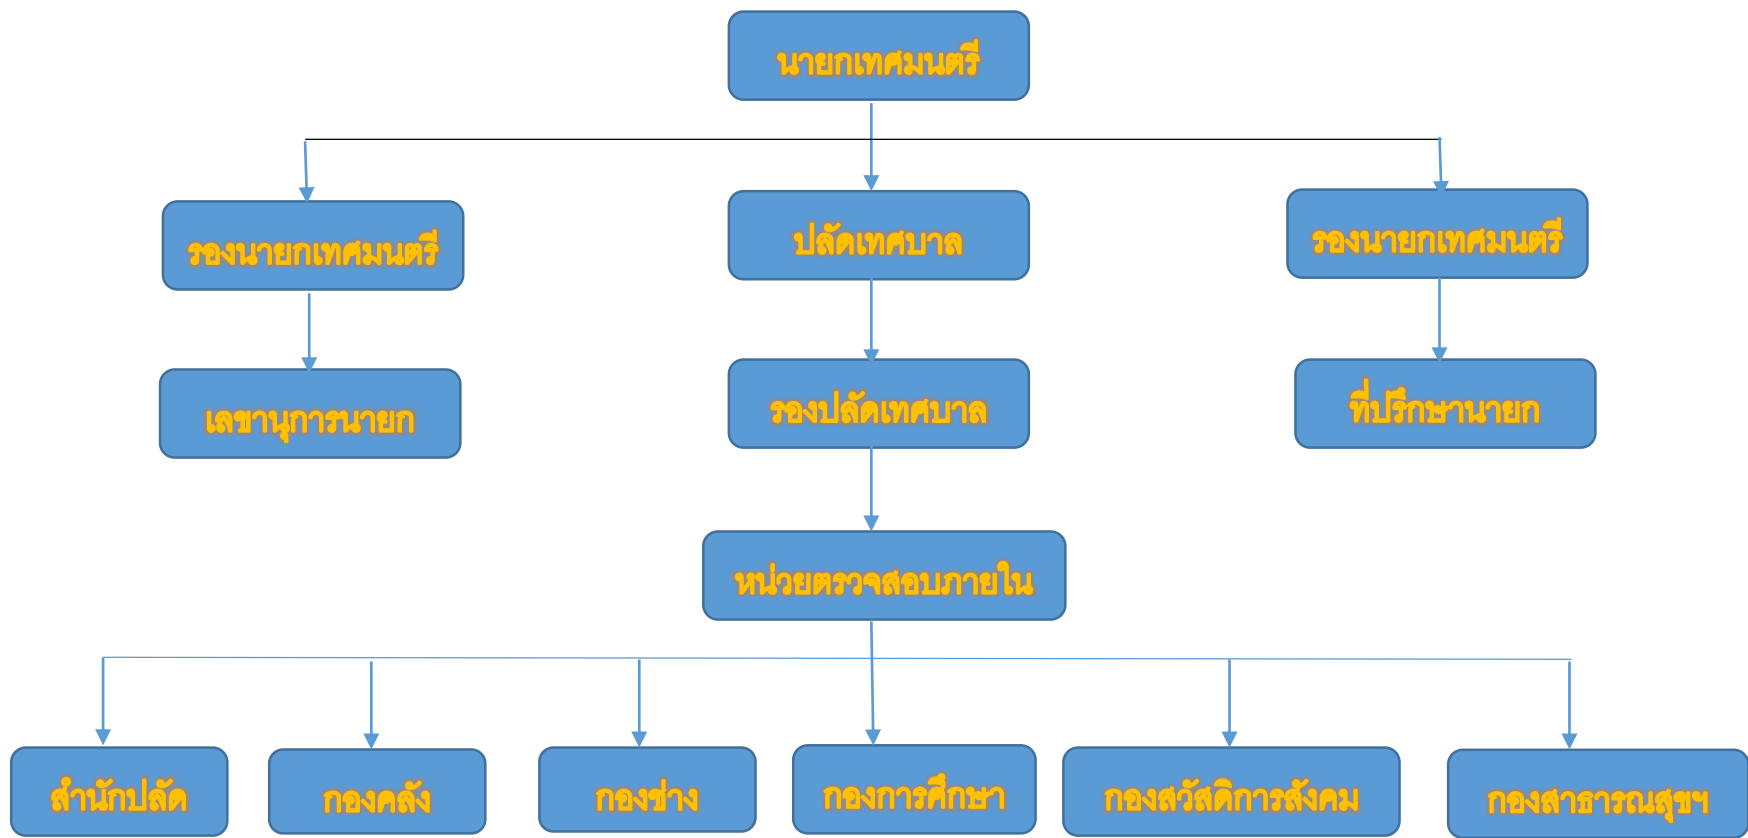 นายกเทศมนตรี
รองนายกเทศมนตรี
ปลัดเทศบาล
รองนายกเทศมนตรี
เลขานุการนายก
รองปลัดเทศบาล
ที่ปรึกษานายก
หน่วยตรวจสอบภายใน
สำนักปลัด
กองคลัง
กองช่าง
กองการศึกษา
กองสวัสดิการสังคม
กองสาธารณสุขฯ